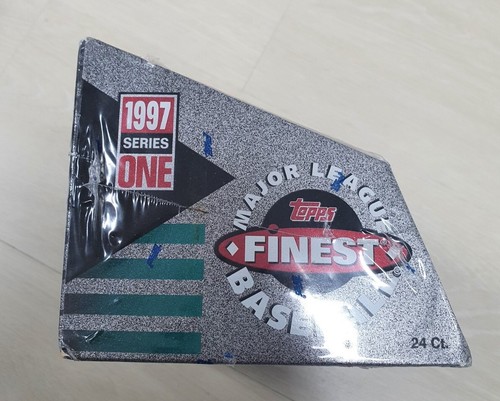 1997
SERIES
ONE
MAJOR LEAGUE
Topps
FINEST
BASEBALL
24 Ct.